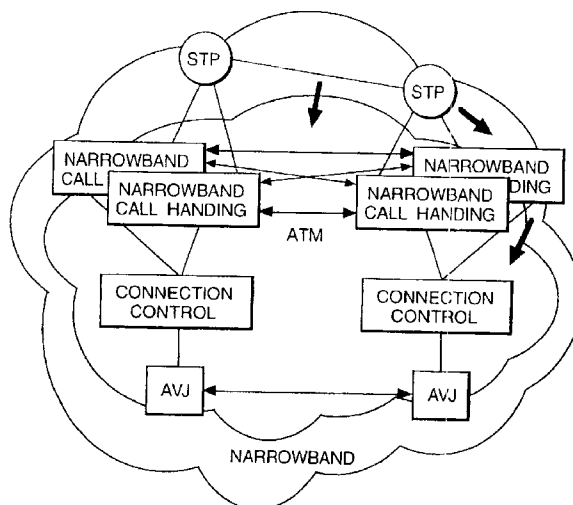 STP
STP
NARROWBAND
CALL
NARROWBAND
CALL HANDING
NARROWBAND
DING
NARROWBAND
CALL HANDING
ATM
CONNECTION
CONTROL
CONNECTION
CONTROL
AVJ
AVJ
NARROWBAND